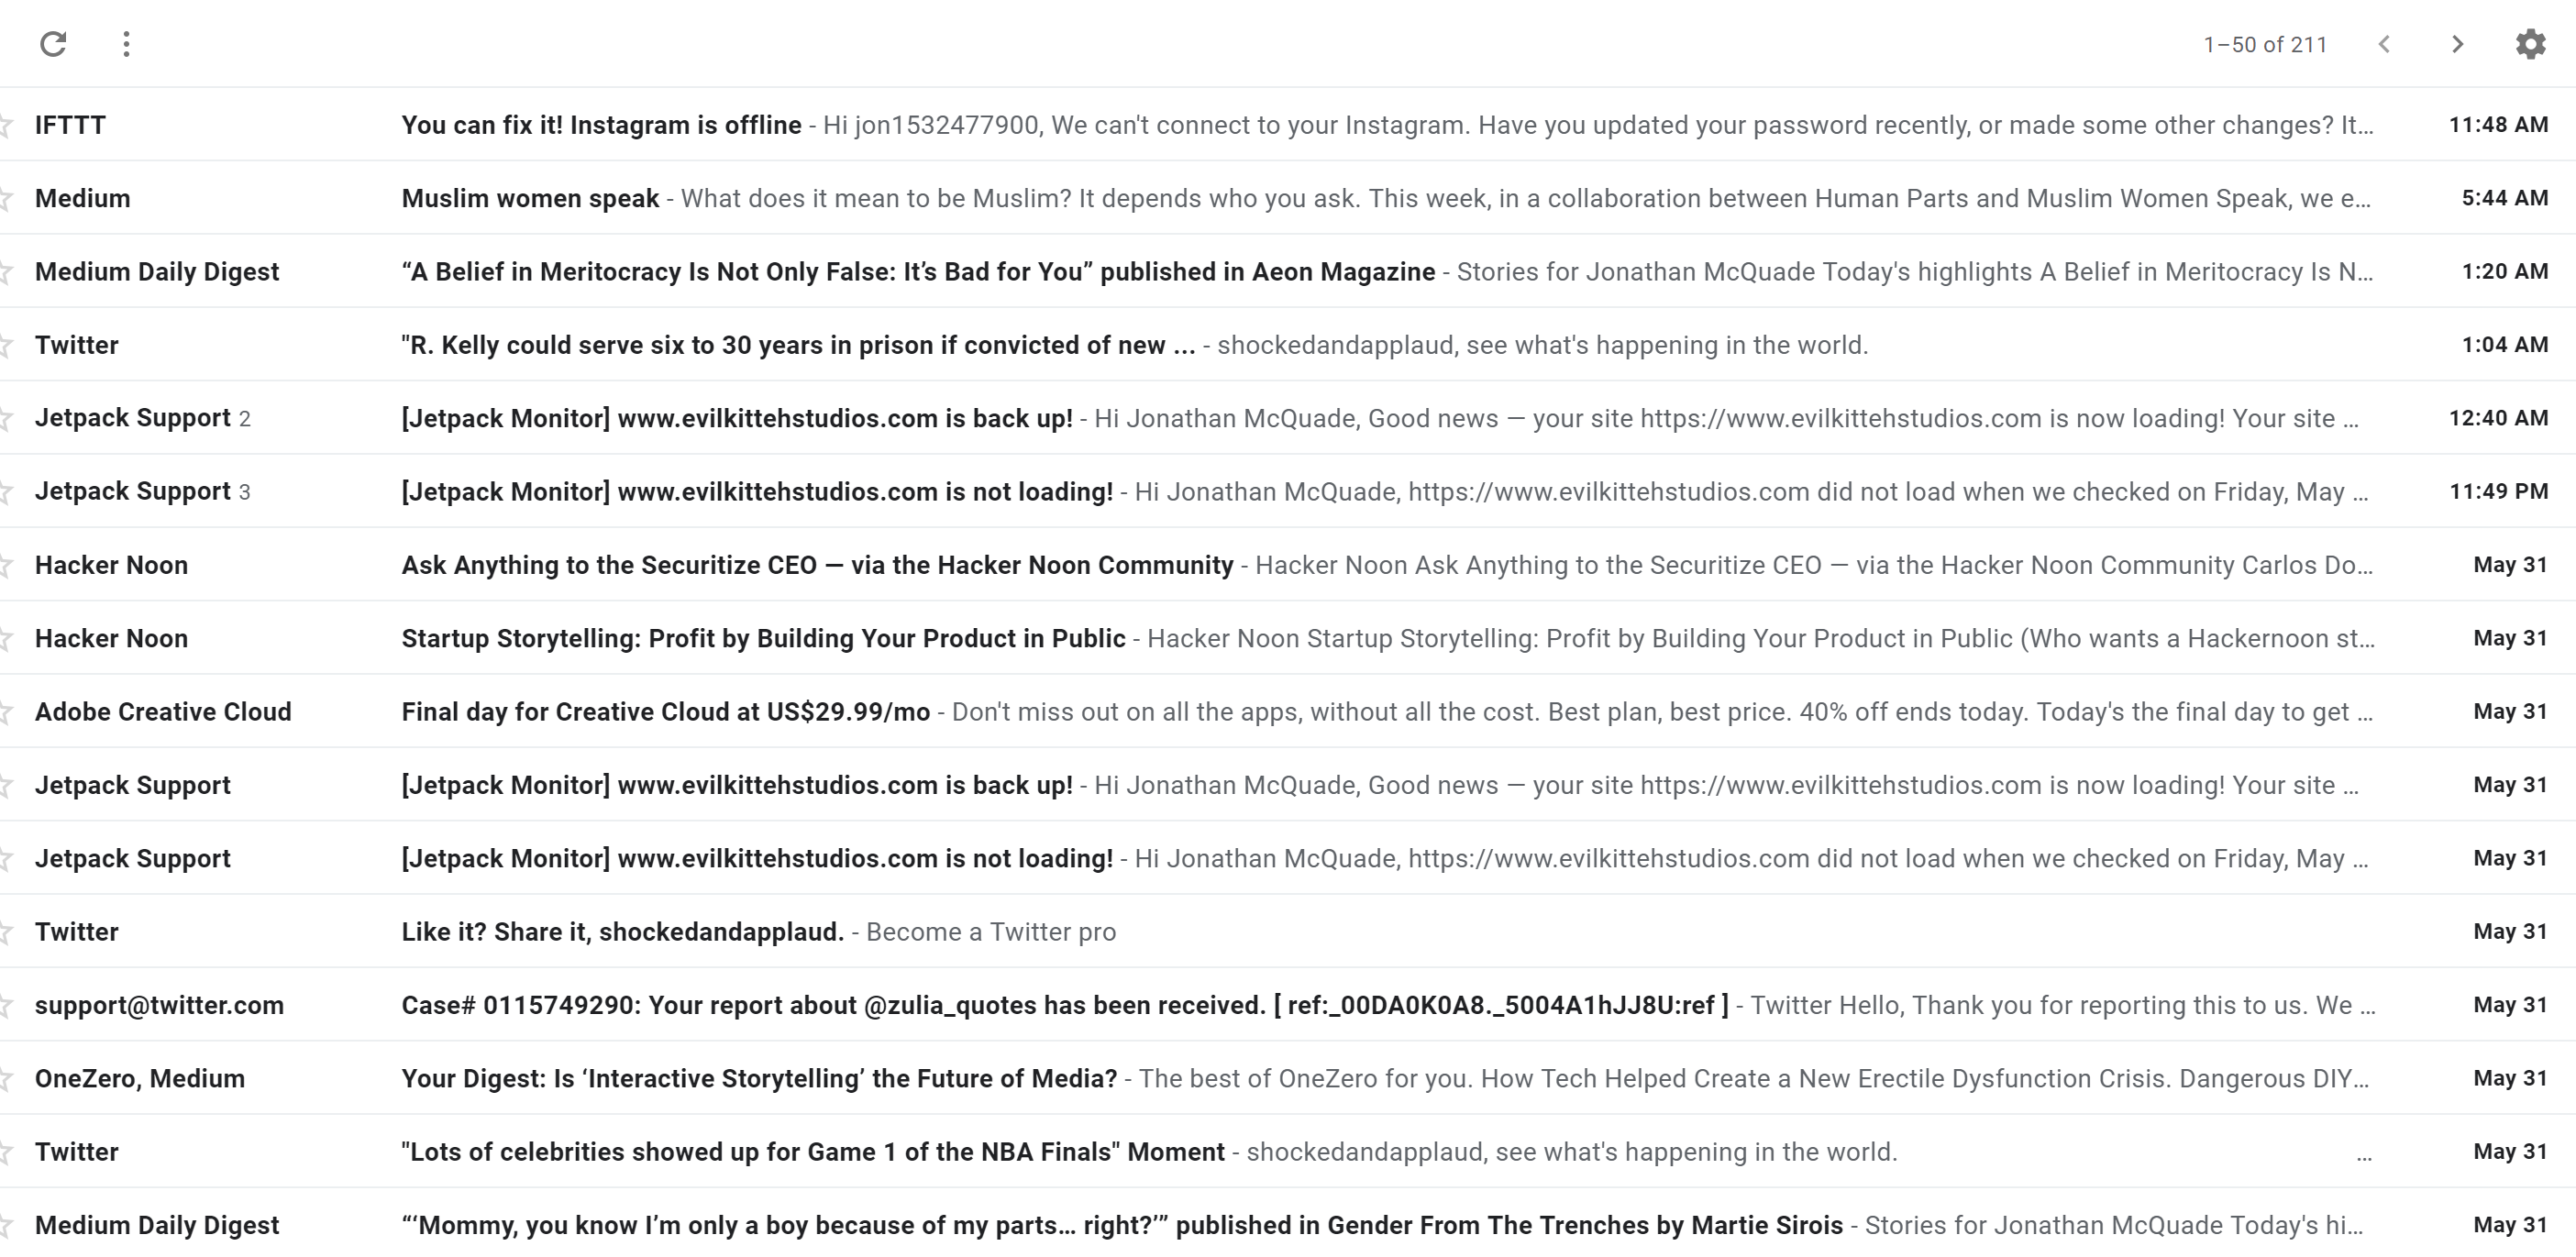 1–50 of 211
IFTTT You can fix it! Instagram is offline - Hi jon1532477900, We can't connect to your Instagram. Have you updated your password recently, or made some other changes? It... 11:48 AM
Medium Muslim women speak - What does it mean to be Muslim? It depends who you ask. This week, in a collaboration between Human Parts and Muslim Women Speak, we e... 5:44 AM
Medium Daily Digest “A Belief in Meritocracy Is Not Only False: It’s Bad for You” published in Aeon Magazine - Stories for Jonathan McQuade Today's highlights A Belief in Meritocracy Is N... 1:20 AM
Twitter "R. Kelly could serve six to 30 years in prison if convicted of new ... - shockedandapplaud, see what's happening in the world. 1:04 AM
Jetpack Support 2 [Jetpack Monitor] www.evilkittehstudios.com is back up! - Hi Jonathan McQuade, Good news — your site https://www.evilkittehstudios.com is now loading! Your site ... 12:40 AM
Jetpack Support 3 [Jetpack Monitor] www.evilkittehstudios.com is not loading! - Hi Jonathan McQuade, https://www.evilkittehstudios.com did not load when we checked on Friday, May ... 11:49 PM
Hacker Noon Ask Anything to the Securitize CEO — via the Hacker Noon Community - Hacker Noon Ask Anything to the Securitize CEO — via the Hacker Noon Community Carlos Do... May 31
Hacker Noon Startup Storytelling: Profit by Building Your Product in Public - Hacker Noon Startup Storytelling: Profit by Building Your Product in Public (Who wants a Hackernoon st... May 31
Adobe Creative Cloud Final day for Creative Cloud at US$29.99/mo - Don't miss out on all the apps, without all the cost. Best plan, best price. 40% off ends today. Today's the final day to get ... May 31
Jetpack Support [Jetpack Monitor] www.evilkittehstudios.com is back up! - Hi Jonathan McQuade, Good news — your site https://www.evilkittehstudios.com is now loading! Your site ... May 31
Jetpack Support [Jetpack Monitor] www.evilkittehstudios.com is not loading! - Hi Jonathan McQuade, https://www.evilkittehstudios.com did not load when we checked on Friday, May ... May 31
Twitter Like it? Share it, shockedandapplaud. - Become a Twitter pro May 31
support@twitter.com Case# 0115749290: Your report about @zulia_quotes has been received. [ ref:_00DA0K0A8._5004A1hJJ8U:ref ] - Twitter Hello, Thank you for reporting this to us. We ... May 31
OneZero, Medium Your Digest: Is ‘Interactive Storytelling’ the Future of Media? - The best of OneZero for you. How Tech Helped Create a New Erectile Dysfunction Crisis. Dangerous DIY... May 31
Twitter "Lots of celebrities showed up for Game 1 of the NBA Finals" Moment - shockedandapplaud, see what's happening in the world. ... May 31
Medium Daily Digest “‘Mommy, you know I’m only a boy because of my parts… right?’” published in Gender From The Trenches by Martie Sirois - Stories for Jonathan McQuade Today's hi... May 31